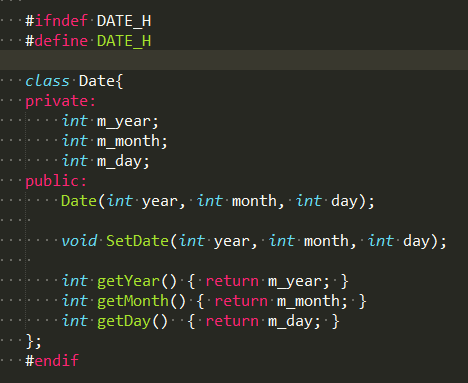 #ifndef DATE_H
#define DATE_H

class Date{
private:
    int m_year;
    int m_month;
    int m_day;
public:
    Date(int year, int month, int day);

    void SetDate(int year, int month, int day);

    int getYear() { return m_year; }
    int getMonth() { return m_month; }
    int getDay()  { return m_day; }
};
#endif